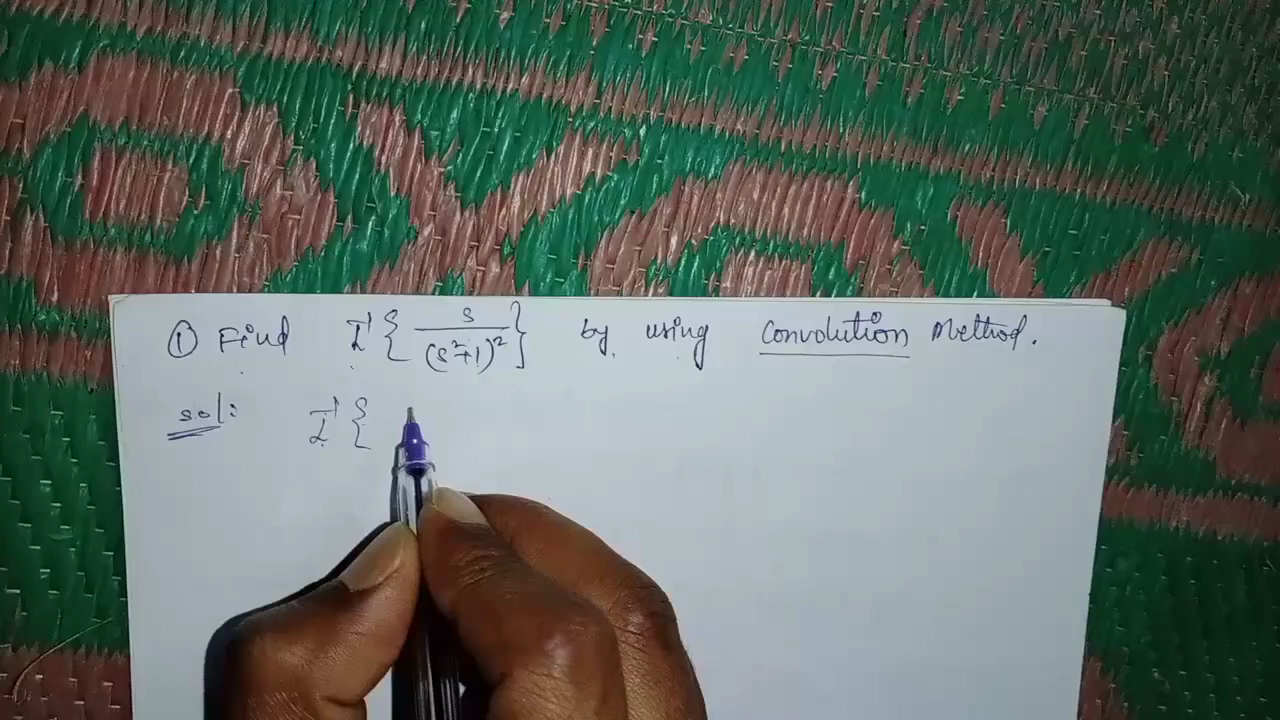 ① Find L⁻¹{ s/(s²+1)² } by using Convolution Method.
Sol: L⁻¹{